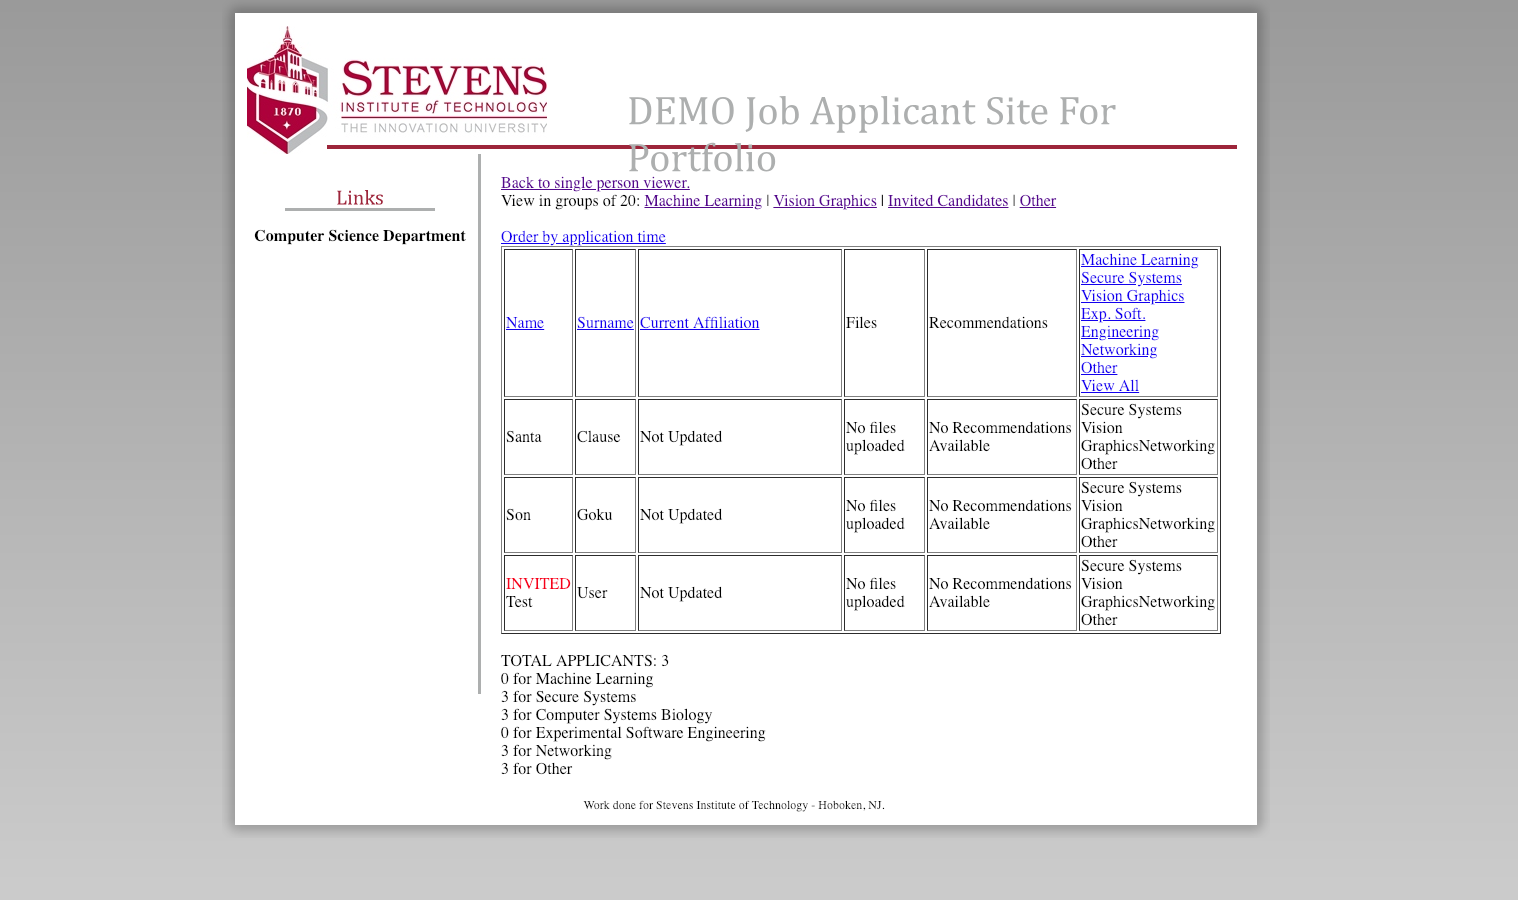 1870
STEVENS
INSTITUTE of TECHNOLOGY
THE INNOVATION UNIVERSITY
DEMO Job Applicant Site For
Portfolio
Links
Computer Science Department
Back to single person viewer.
View in groups of 20: Machine Learning | Vision Graphics | Invited Candidates | Other
Order by application time
Name Surname Current Affiliation Files Recommendations
Machine Learning
Secure Systems
Vision Graphics
Exp. Soft.
Engineering
Networking
Other
View All
Santa Clause Not Updated
No files
uploaded
No Recommendations
Available
Secure Systems
Vision
GraphicsNetworking
Other
Son Goku Not Updated
No files
uploaded
No Recommendations
Available
Secure Systems
Vision
GraphicsNetworking
Other
INVITED
Test
User Not Updated
No files
uploaded
No Recommendations
Available
Secure Systems
Vision
GraphicsNetworking
Other
TOTAL APPLICANTS: 3
0 for Machine Learning
3 for Secure Systems
3 for Computer Systems Biology
0 for Experimental Software Engineering
3 for Networking
3 for Other
Work done for Stevens Institute of Technology - Hoboken, NJ.